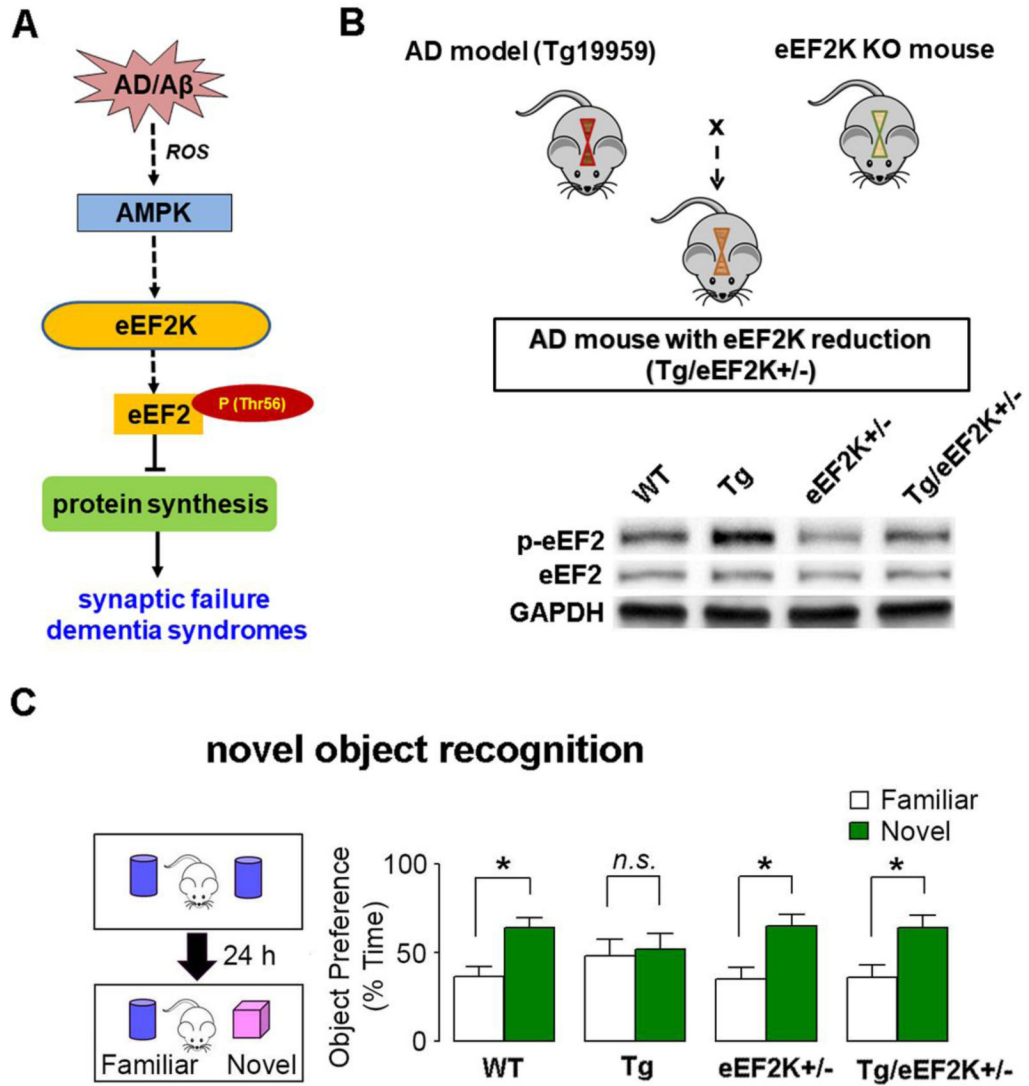 A
AD/Aβ
ROS
AMPK
eEF2K
eEF2
P (Thr56)
protein synthesis
synaptic failure
dementia syndromes
B
AD model (Tg19959)
eEF2K KO mouse
x
AD mouse with eEF2K reduction
(Tg/eEF2K+/-)
WT
Tg
eEF2K+/-
Tg/eEF2K+/-
p-eEF2
eEF2
GAPDH
C
novel object recognition
24 h
Familiar
Novel
Familiar
Novel
Object Preference
(% Time)
100
50
0
*
n.s.
*
*
WT
Tg
eEF2K+/-
Tg/eEF2K+/-